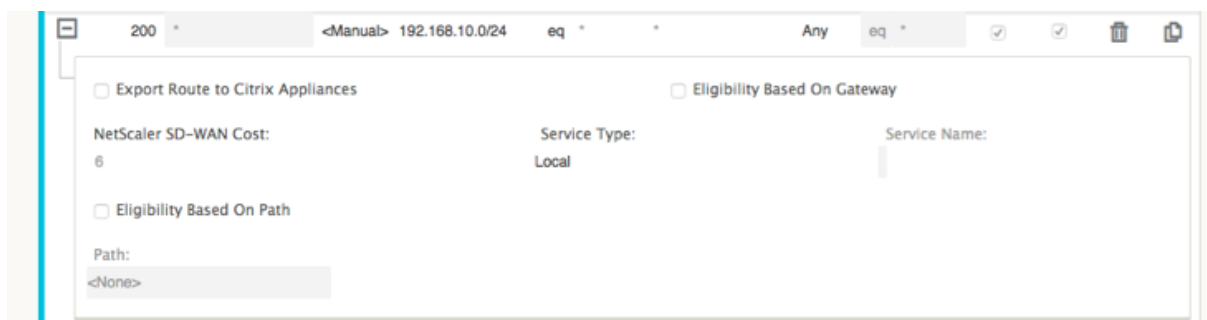 200 * <Manual> 192.168.10.0/24 eq * * Any eq *
Export Route to Citrix Appliances Eligibility Based On Gateway
NetScaler SD-WAN Cost: Service Type: Service Name:
6 Local
Eligibility Based On Path
Path:
<None>